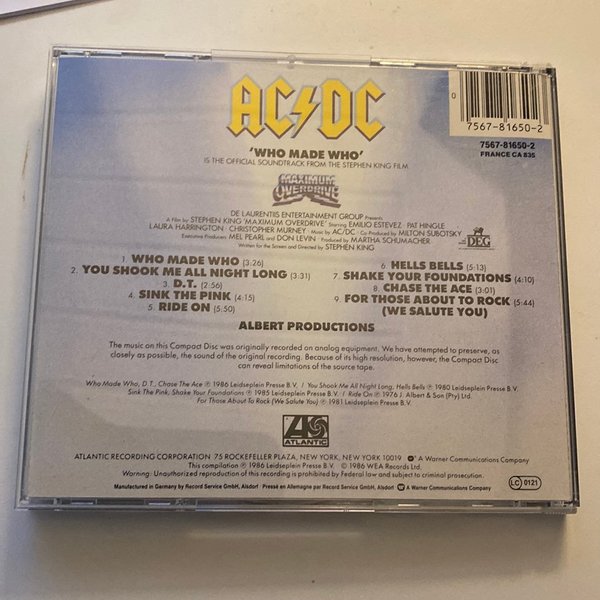 AC/DC
'WHO MADE WHO'
IS THE OFFICIAL SOUNDTRACK FROM THE STEPHEN KING FILM
MAXIMUM
OVERDRIVE
0
7567-81650-2
7567-81650-2
FRANCE CA 835
DE LAURENTIIS ENTERTAINMENT GROUP Presents
A Film by STEPHEN KING 'MAXIMUM OVERDRIVE' Starring EMILIO ESTEVEZ · PAT HINGLE
LAURA HARRINGTON · CHRISTOPHER MURNEY · Music by AC/DC · Co Produced by MILTON SUBOTSKY
Executive Producers MEL PEARL and DON LEVIN Produced by MARTHA SCHUMACHER
Written for the Screen and Directed by STEPHEN KING
DEG
1. WHO MADE WHO (3:26)
2. YOU SHOOK ME ALL NIGHT LONG (3:31)
3. D.T. (2:56)
4. SINK THE PINK (4:15)
5. RIDE ON (5:50)
6. HELLS BELLS (5:13)
7. SHAKE YOUR FOUNDATIONS (4:10)
8. CHASE THE ACE (3:01)
9. FOR THOSE ABOUT TO ROCK (5:44)
(WE SALUTE YOU)
ALBERT PRODUCTIONS
The music on this Compact Disc was originally recorded on analog equipment. We have attempted to preserve, as
closely as possible, the sound of the original recording. Because of its high resolution, however, the Compact Disc
can reveal limitations of the source tape.
Who Made Who, D.T., Chase The Ace ℗ 1986 Leidseplein Presse B.V. / You Shook Me All Night Long, Hells Bells ℗ 1980 Leidseplein Presse B.V.
Sink The Pink, Shake Your Foundations ℗ 1985 Leidseplein Presse B.V. / Ride On ℗ 1976 J. Albert & Son (Pty) Ltd.
For Those About To Rock (We Salute You) ℗ 1981 Leidseplein Presse B.V.
ATLANTIC
ATLANTIC RECORDING CORPORATION 75 ROCKEFELLER PLAZA, NEW YORK, NEW YORK 10019 A Warner Communications Company
This compilation ℗ 1986 Leidseplein Presse B.V. © 1986 WEA Records Ltd.
Warning: Unauthorized reproduction of this recording is prohibited by Federal law and subject to criminal prosecution.
Manufactured in Germany by Record Service GmbH, Alsdorf · Pressé en Allemagne par Record Service GmbH, Alsdorf. A Warner Communications Company
LC 0121